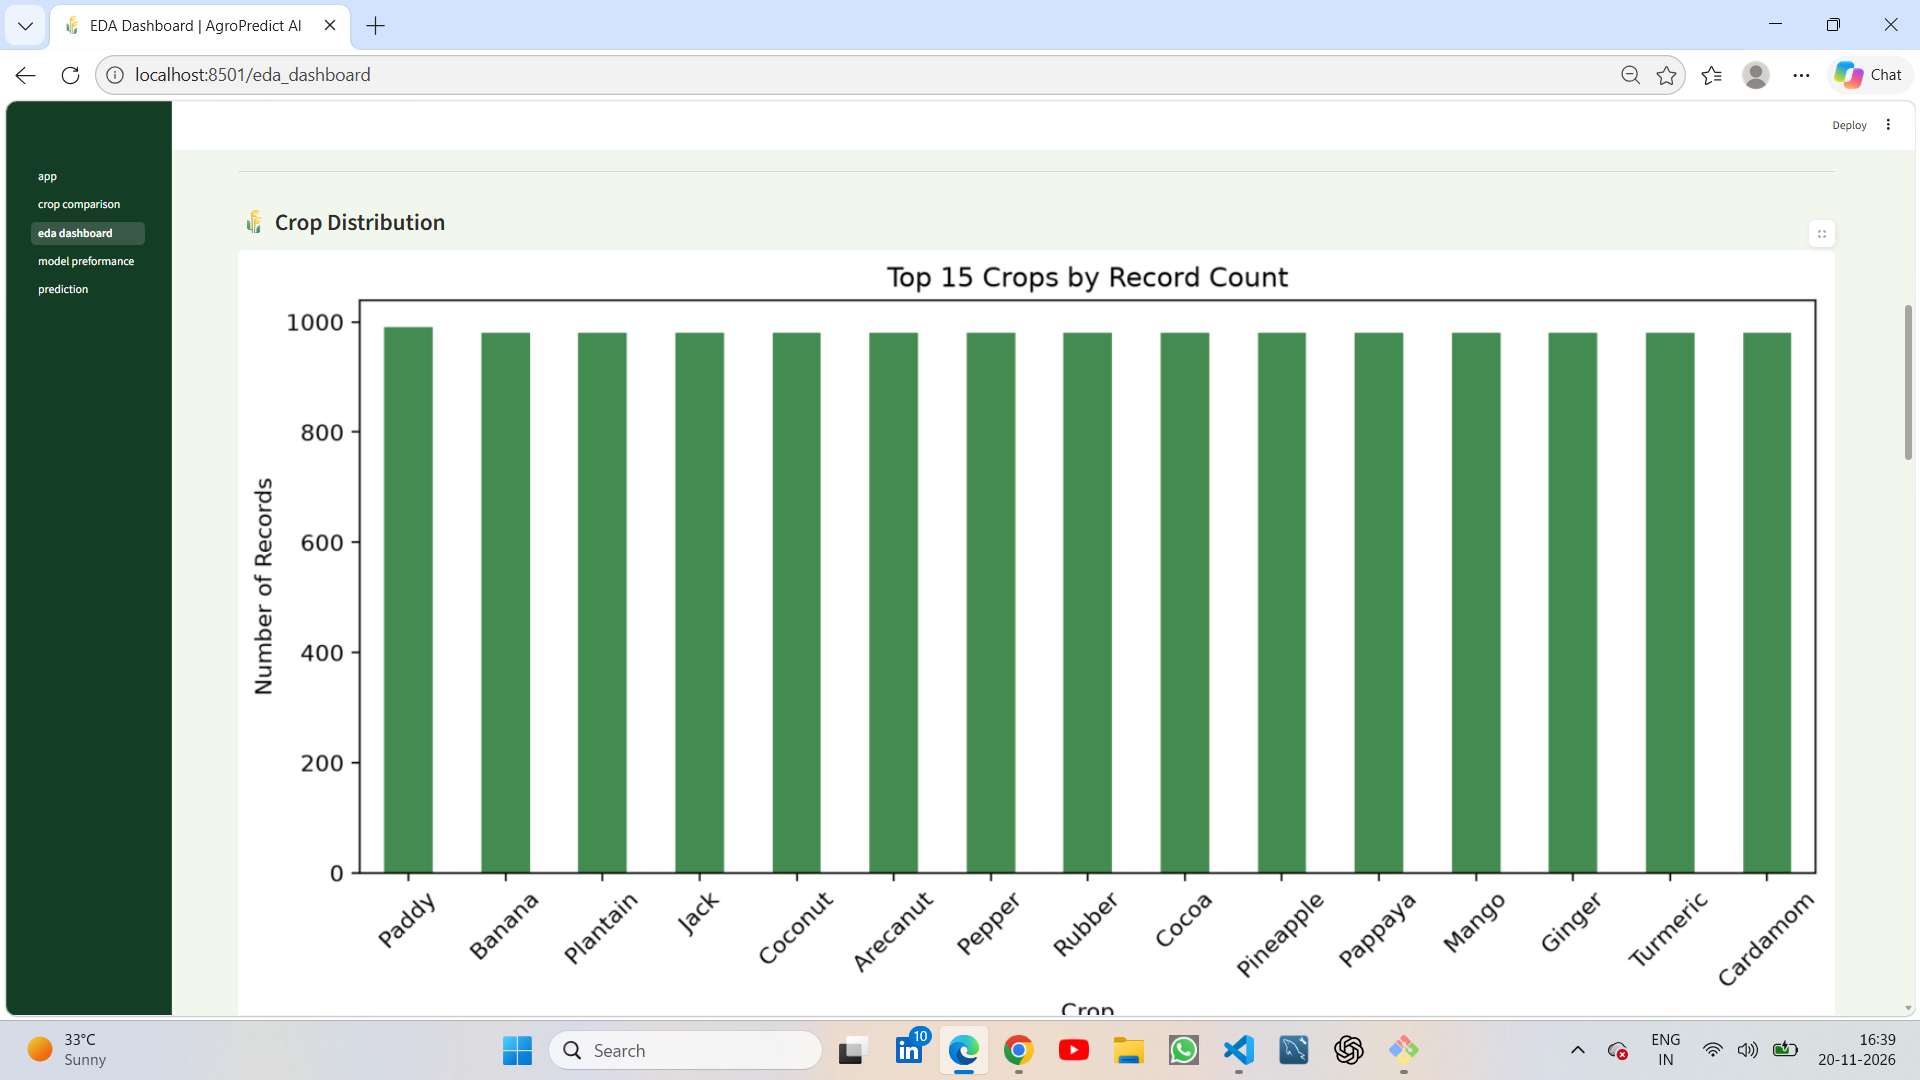 EDA Dashboard | AgroPredict AI
localhost:8501/eda_dashboard
Chat
Deploy
app
crop comparison
eda dashboard
model preformance
prediction
Crop Distribution
Top 15 Crops by Record Count
Number of Records
1000
800
600
400
200
0
Paddy
Banana
Plantain
Jack
Coconut
Arecanut
Pepper
Rubber
Cocoa
Pineapple
Pappaya
Mango
Ginger
Turmeric
Cardamom
Crop
33°C
Sunny
Search
10
ENG
IN
16:39
20-11-2026